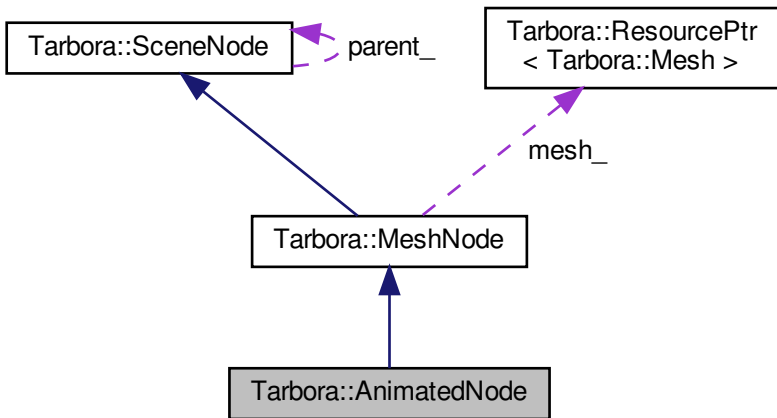 Tarbora::SceneNode
parent_
Tarbora::ResourcePtr
< Tarbora::Mesh >
mesh_
Tarbora::MeshNode
Tarbora::AnimatedNode